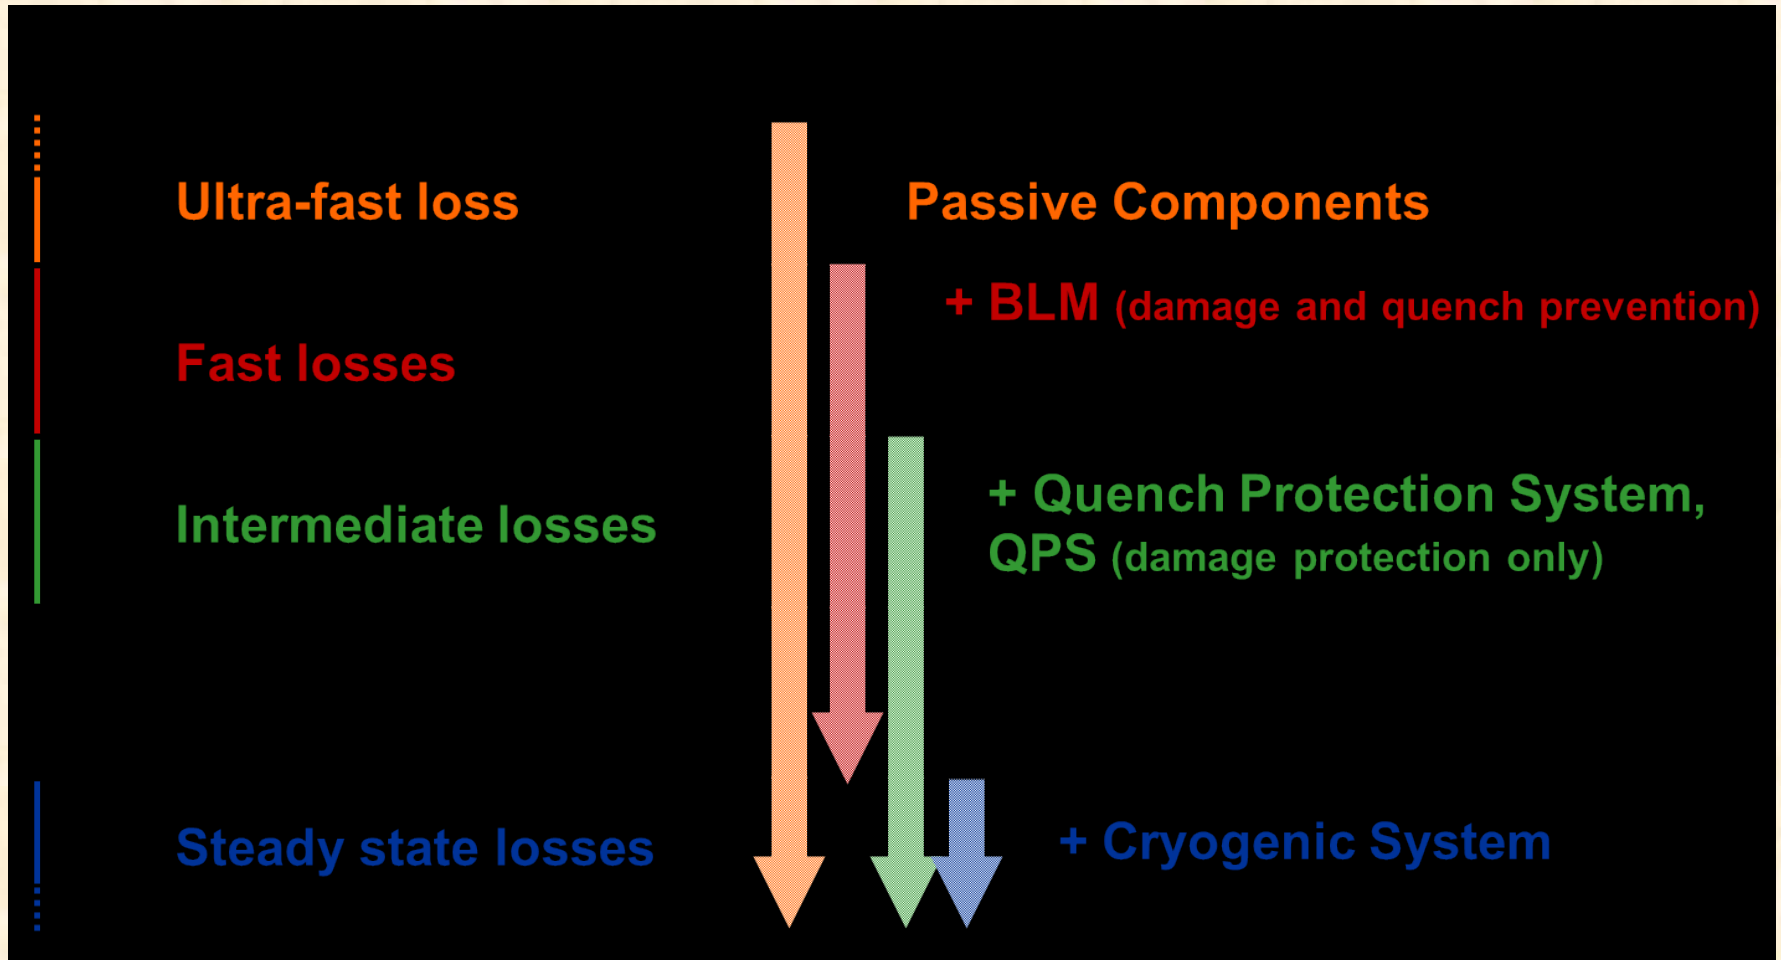 Ultra-fast loss
Passive Components
+ BLM (damage and quench prevention)
Fast losses
+ Quench Protection System,
Intermediate losses
QPS (damage protection only)
Steady state losses
+ Cryogenic System